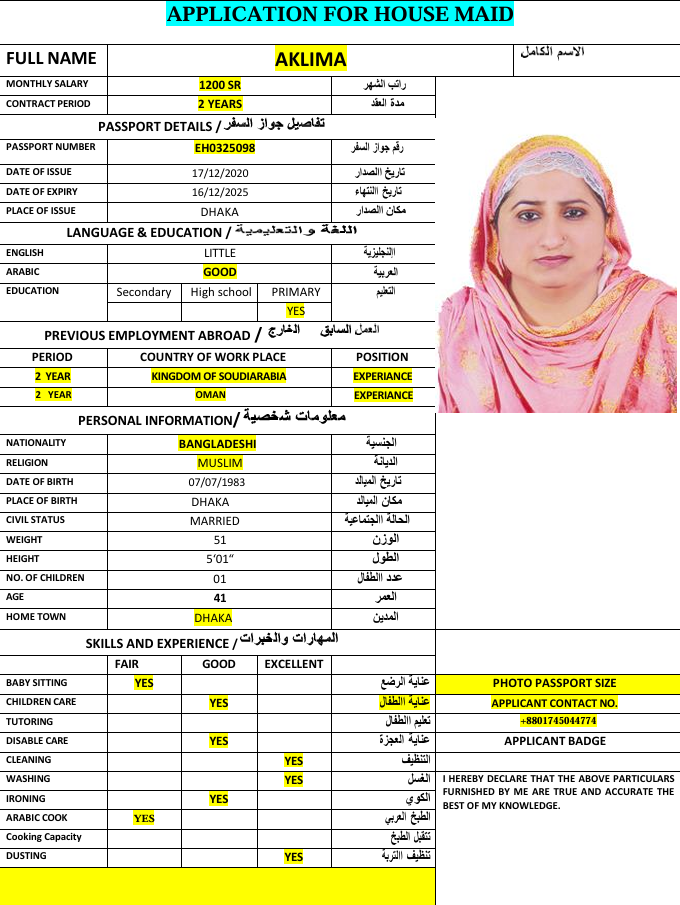 APPLICATION FOR HOUSE MAID
FULL NAME AKLIMA الاسم الكامل
MONTHLY SALARY 1200 SR راتب الشهر
CONTRACT PERIOD 2 YEARS مدة العقد
PASSPORT DETAILS / تفاصيل جواز السفر
PASSPORT NUMBER EH0325098 رقم جواز السفر
DATE OF ISSUE 17/12/2020 تاريخ االصدار
DATE OF EXPIRY 16/12/2025 تاريخ االنتهاء
PLACE OF ISSUE DHAKA مكان االصدار
LANGUAGE & EDUCATION / اللغة والتعليمية
ENGLISH LITTLE اإلنجليزية
ARABIC GOOD العربية
EDUCATION Secondary High school PRIMARY التعليم
YES
PREVIOUS EMPLOYMENT ABROAD / العمل السابق الخارج
PERIOD COUNTRY OF WORK PLACE POSITION
2 YEAR KINGDOM OF SOUDIARABIA EXPERIANCE
2 YEAR OMAN EXPERIANCE
PERSONAL INFORMATION/ معلومات شخصية
NATIONALITY BANGLADESHI الجنسية
RELIGION MUSLIM الديانة
DATE OF BIRTH 07/07/1983 تاريخ الميالد
PLACE OF BIRTH DHAKA مكان الميالد
CIVIL STATUS MARRIED الحالة االجتماعية
WEIGHT 51 الوزن
HEIGHT 5'01" الطول
NO. OF CHILDREN 01 عدد االطفال
AGE 41 العمر
HOME TOWN DHAKA المدين
SKILLS AND EXPERIENCE / المهارات والخبرات
FAIR GOOD EXCELLENT
BABY SITTING YES عناية الرضع
CHILDREN CARE YES عناية االطفال
TUTORING تعليم االطفال
DISABLE CARE YES عناية العجزة
CLEANING YES التنظيف
WASHING YES الغسل
IRONING YES الكوي
ARABIC COOK YES الطبخ العربي
Cooking Capacity تتقبل الطبخ
DUSTING YES تنظيف التربة
PHOTO PASSPORT SIZE
APPLICANT CONTACT NO.
+8801745044774
APPLICANT BADGE
I HEREBY DECLARE THAT THE ABOVE PARTICULARS
FURNISHED BY ME ARE TRUE AND ACCURATE THE
BEST OF MY KNOWLEDGE.